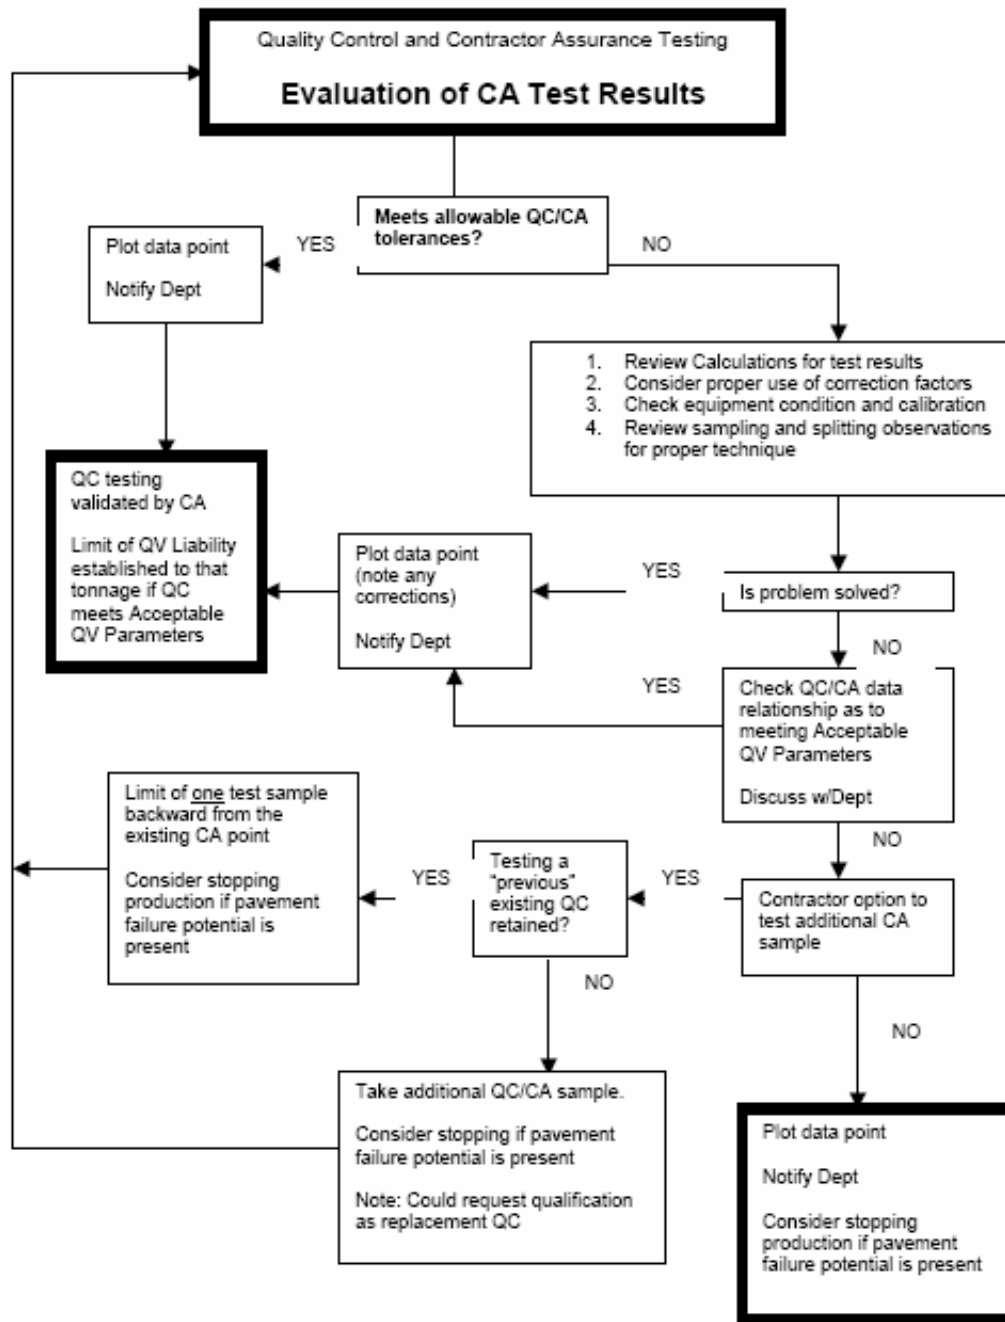 Quality Control and Contractor Assurance Testing
Evaluation of CA Test Results
Meets allowable QC/CA
tolerances?
YES
NO
Plot data point
Notify Dept
1. Review Calculations for test results
2. Consider proper use of correction factors
3. Check equipment condition and calibration
4. Review sampling and splitting observations
for proper technique
QC testing
validated by CA
Limit of QV Liability
established to that
tonnage if QC
meets Acceptable
QV Parameters
Plot data point
(note any
corrections)
Notify Dept
YES
Is problem solved?
NO
YES
Check QC/CA data
relationship as to
meeting Acceptable
QV Parameters
Discuss w/Dept
NO
Limit of one test sample
backward from the
existing CA point
Consider stopping
production if pavement
failure potential is
present
YES
Testing a
"previous"
existing QC
retained?
YES
Contractor option to
test additional CA
sample
NO
NO
Take additional QC/CA sample.
Consider stopping if pavement
failure potential is present
Note: Could request qualification
as replacement QC
Plot data point
Notify Dept
Consider stopping
production if pavement
failure potential is present